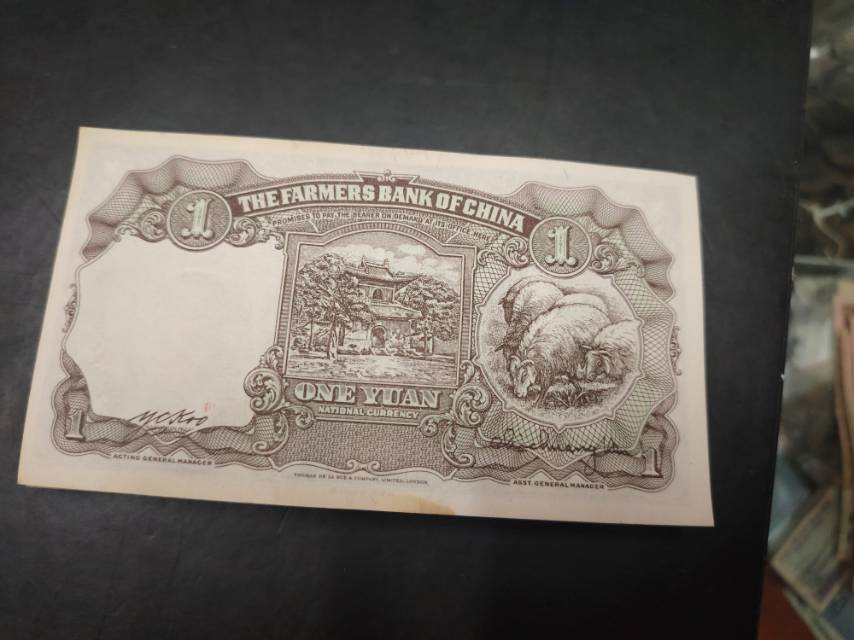 THE FARMERS BANK OF CHINA
PROMISES TO PAY THE BEARER ON DEMAND AT ITS OFFICE HERE
1
1
ONE YUAN
NATIONAL CURRENCY
Y C Koo
1
1
ACTING GENERAL MANAGER
THOMAS DE LA RUE & COMPANY, LIMITED, LONDON.
ASST. GENERAL MANAGER